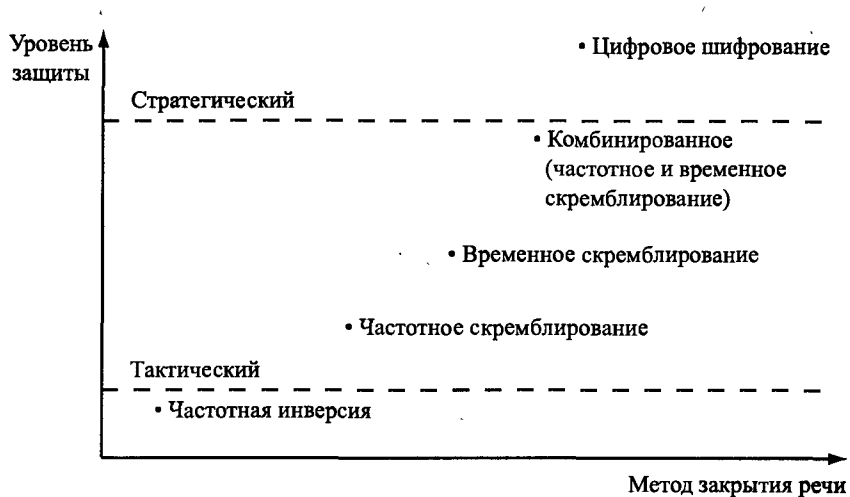 Уровень
защиты
• Цифровое шифрование
Стратегический
• Комбинированное
(частотное и временное
скремблирование)
• Временное скремблирование
• Частотное скремблирование
Тактический
• Частотная инверсия
Метод закрытия речи